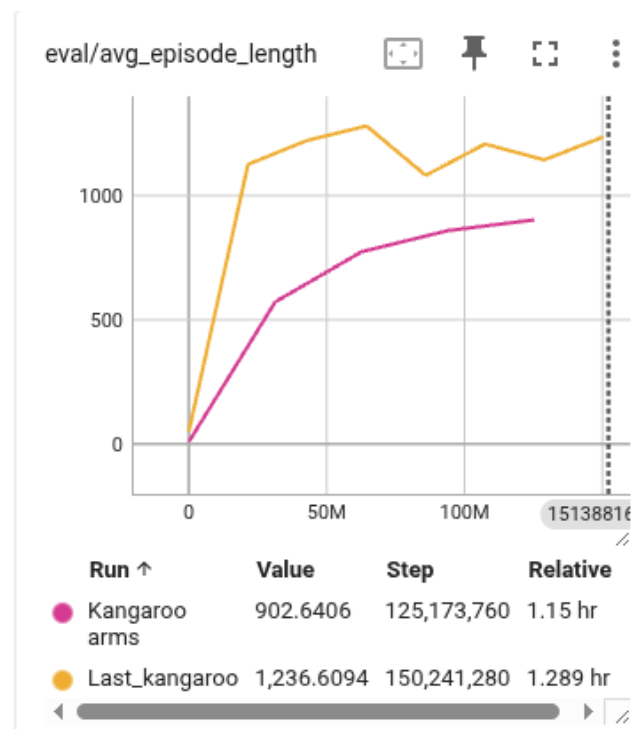 eval/avg_episode_length
1000
500
0
0 50M 100M 15138816
Run ↑ Value Step Relative
Kangaroo arms 902.6406 125,173,760 1.15 hr
Last_kangaroo 1,236.6094 150,241,280 1.289 hr